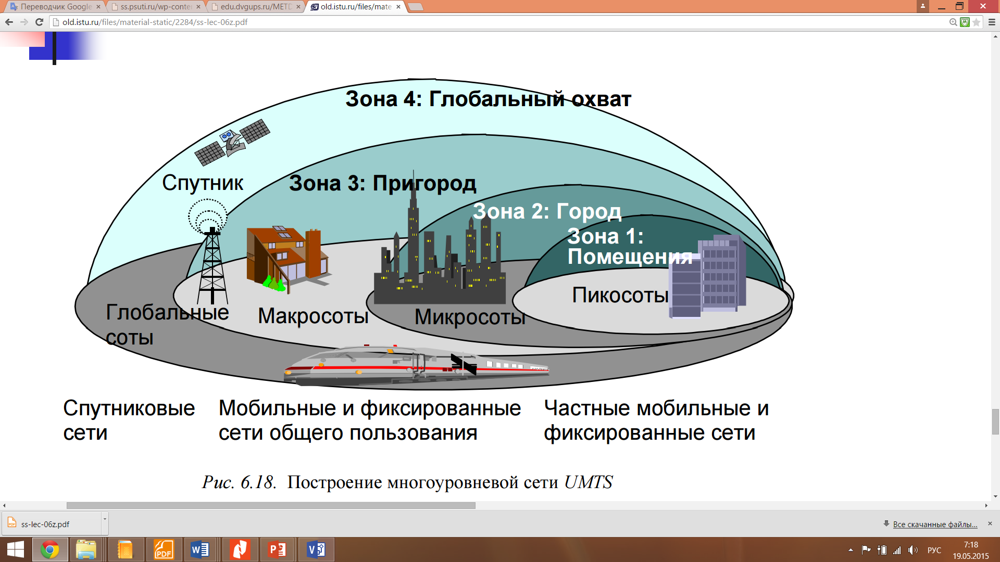 Переводчик Google
ss.psuti.ru/wp-conte
edu.dvgups.ru/METD
old.istu.ru/files/mate
old.istu.ru/files/material-static/2284/ss-lec-06z.pdf
Зона 4: Глобальный охват
Спутник
Зона 3: Пригород
Зона 2: Город
Зона 1:
Помещения
Пикосоты
Глобальные
соты
Макросоты
Микросоты
Спутниковые
сети
Мобильные и фиксированные
сети общего пользования
Частные мобильные и
фиксированные сети
Рис. 6.18. Построение многоуровневой сети UMTS
ss-lec-06z.pdf
Все скачанные файлы...
PDF
РУС
7:18
19.05.2015